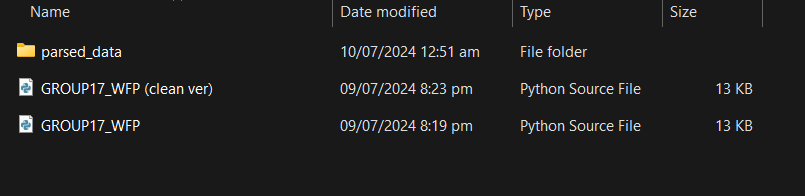 Name Date modified Type Size
parsed_data 10/07/2024 12:51 am File folder
GROUP17_WFP (clean ver) 09/07/2024 8:23 pm Python Source File 13 KB
GROUP17_WFP 09/07/2024 8:19 pm Python Source File 13 KB